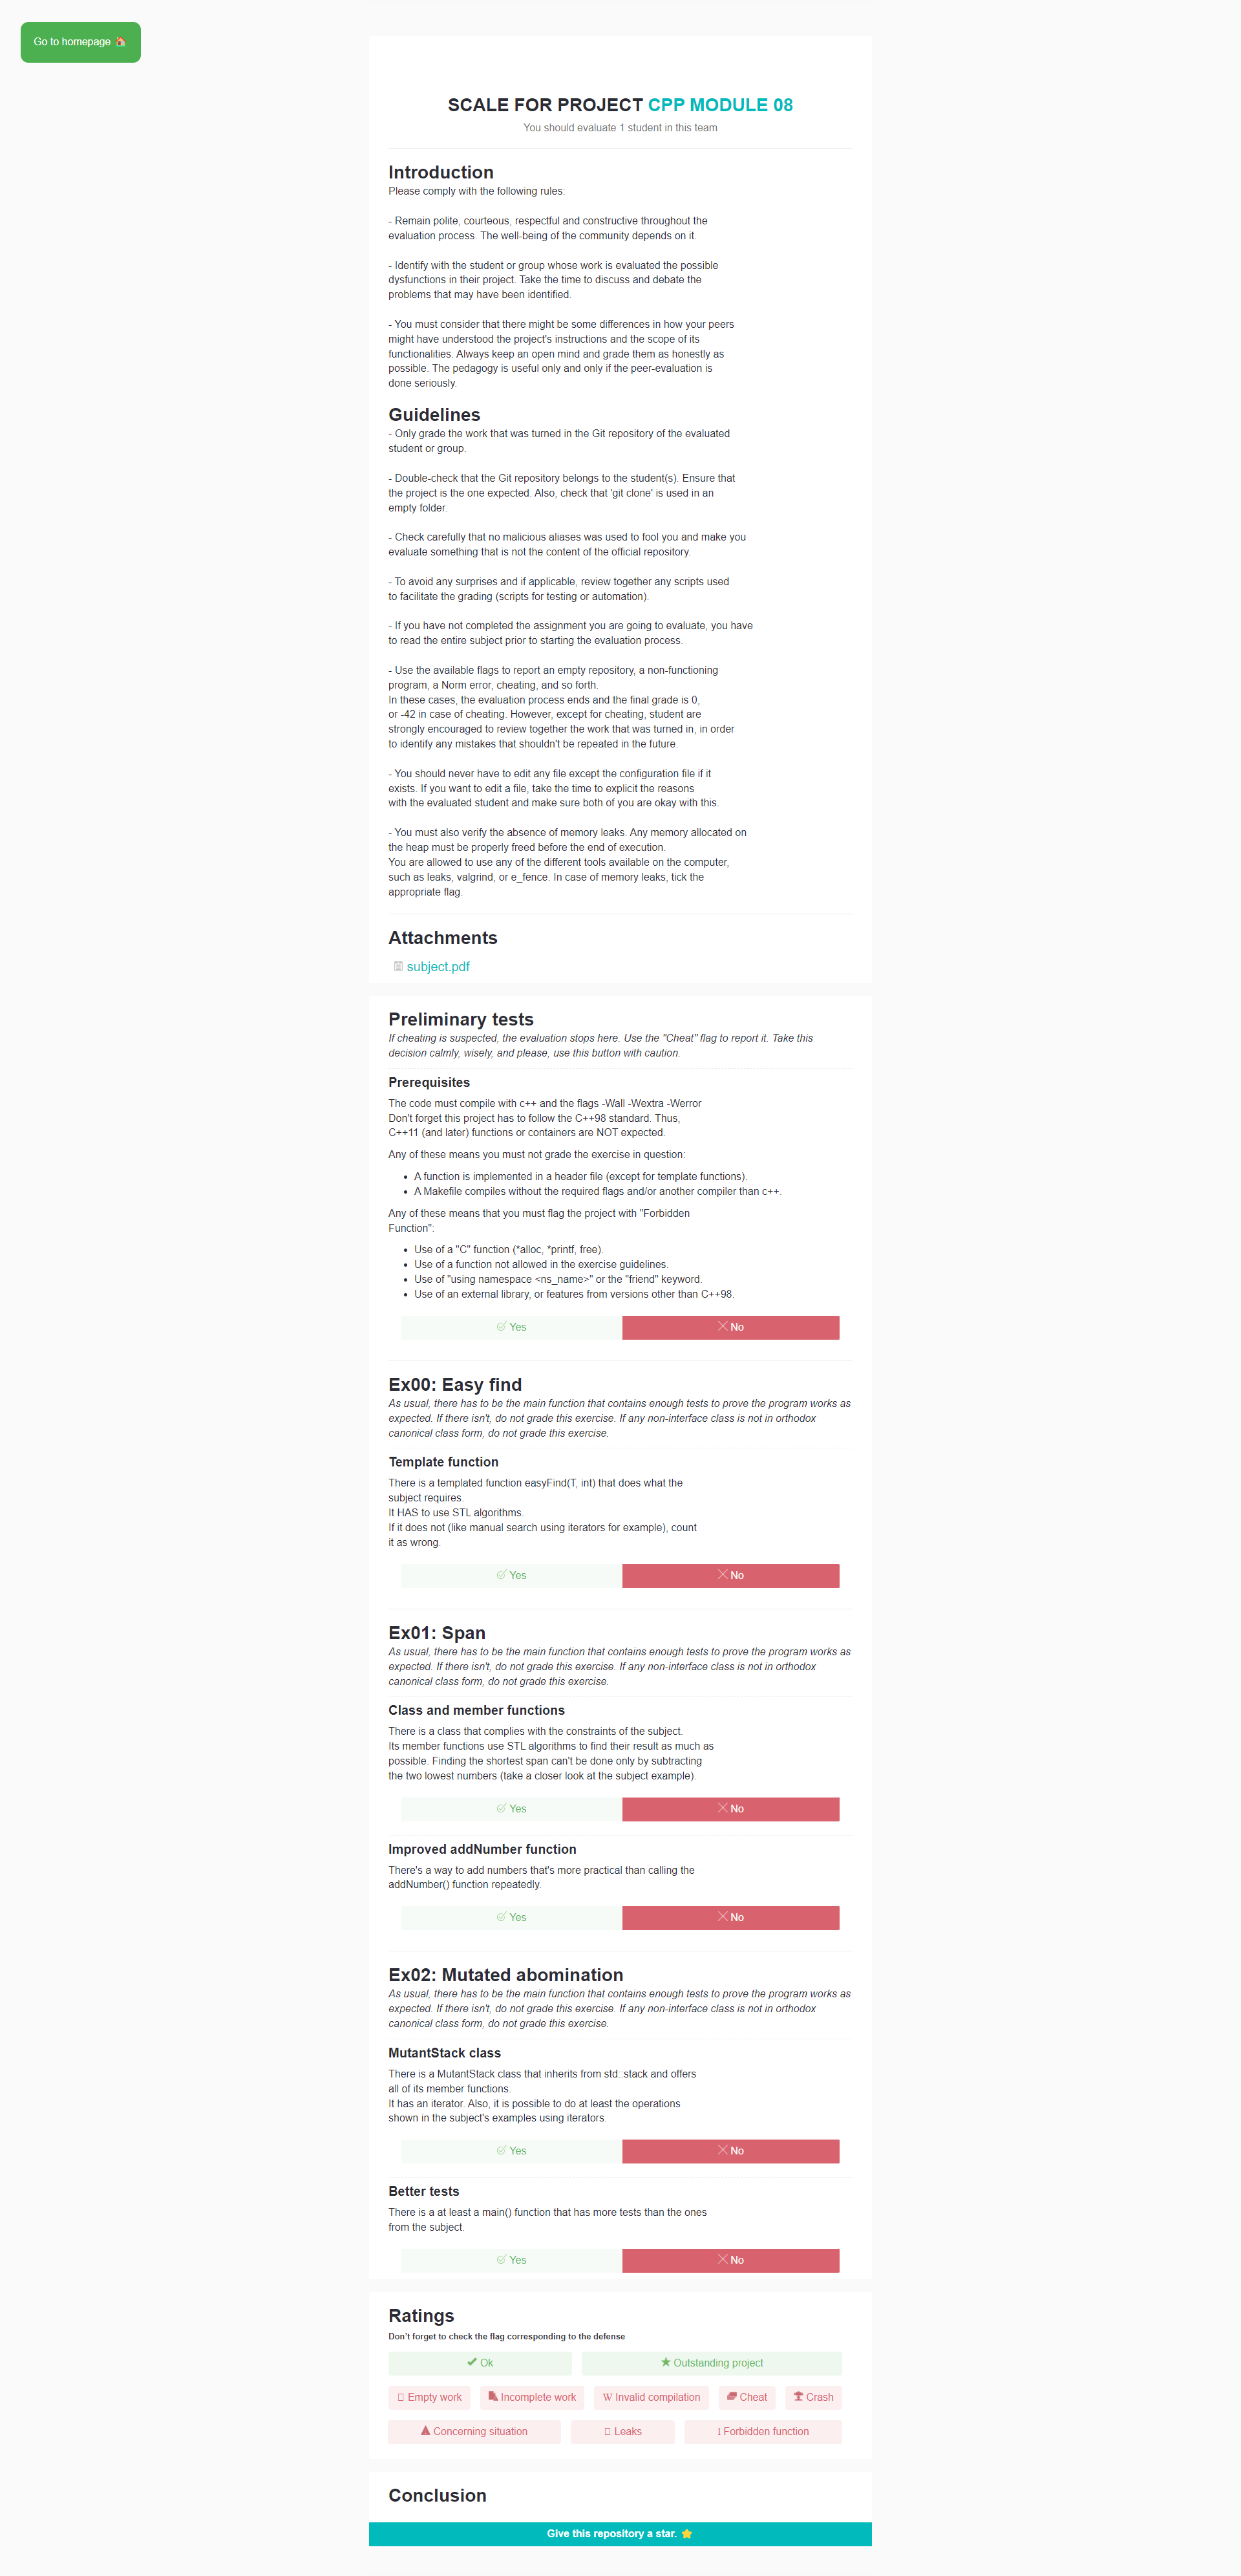 Go to homepage
SCALE FOR PROJECT CPP MODULE 08
You should evaluate 1 student in this team
Introduction
Please comply with the following rules:
- Remain polite, courteous, respectful and constructive throughout the
evaluation process. The well-being of the community depends on it.
- Identify with the student or group whose work is evaluated the possible
dysfunctions in their project. Take the time to discuss and debate the
problems that may have been identified.
- You must consider that there might be some differences in how your peers
might have understood the project's instructions and the scope of its
functionalities. Always keep an open mind and grade them as honestly as
possible. The pedagogy is useful only and only if the peer-evaluation is
done seriously.
Guidelines
- Only grade the work that was turned in the Git repository of the evaluated
student or group.
- Double-check that the Git repository belongs to the student(s). Ensure that
the project is the one expected. Also, check that 'git clone' is used in an
empty folder.
- Check carefully that no malicious aliases was used to fool you and make you
evaluate something that is not the content of the official repository.
- To avoid any surprises and if applicable, review together any scripts used
to facilitate the grading (scripts for testing or automation).
- If you have not completed the assignment you are going to evaluate, you have
to read the entire subject prior to starting the evaluation process.
- Use the available flags to report an empty repository, a non-functioning
program, a Norm error, cheating, and so forth.
In these cases, the evaluation process ends and the final grade is 0,
or -42 in case of cheating. However, except for cheating, student are
strongly encouraged to review together the work that was turned in, in order
to identify any mistakes that shouldn't be repeated in the future.
- You should never have to edit any file except the configuration file if it
exists. If you want to edit a file, take the time to explicit the reasons
with the evaluated student and make sure both of you are okay with this.
- You must also verify the absence of memory leaks. Any memory allocated on
the heap must be properly freed before the end of execution.
You are allowed to use any of the different tools available on the computer,
such as leaks, valgrind, or e_fence. In case of memory leaks, tick the
appropriate flag.
Attachments
subject.pdf
Preliminary tests
If cheating is suspected, the evaluation stops here. Use the "Cheat" flag to report it. Take this
decision calmly, wisely, and please, use this button with caution.
Prerequisites
The code must compile with c++ and the flags -Wall -Wextra -Werror
Don't forget this project has to follow the C++98 standard. Thus,
C++11 (and later) functions or containers are NOT expected.
Any of these means you must not grade the exercise in question:
• A function is implemented in a header file (except for template functions).
• A Makefile compiles without the required flags and/or another compiler than c++.
Any of these means that you must flag the project with "Forbidden
Function":
• Use of a "C" function (*alloc, *printf, free).
• Use of a function not allowed in the exercise guidelines.
• Use of "using namespace <ns_name>" or the "friend" keyword.
• Use of an external library, or features from versions other than C++98.
Yes No
Ex00: Easy find
As usual, there has to be the main function that contains enough tests to prove the program works as
expected. If there isn't, do not grade this exercise. If any non-interface class is not in orthodox
canonical class form, do not grade this exercise.
Template function
There is a templated function easyFind(T, int) that does what the
subject requires.
It HAS to use STL algorithms.
If it does not (like manual search using iterators for example), count
it as wrong.
Yes No
Ex01: Span
As usual, there has to be the main function that contains enough tests to prove the program works as
expected. If there isn't, do not grade this exercise. If any non-interface class is not in orthodox
canonical class form, do not grade this exercise.
Class and member functions
There is a class that complies with the constraints of the subject.
Its member functions use STL algorithms to find their result as much as
possible. Finding the shortest span can't be done only by subtracting
the two lowest numbers (take a closer look at the subject example).
Yes No
Improved addNumber function
There's a way to add numbers that's more practical than calling the
addNumber() function repeatedly.
Yes No
Ex02: Mutated abomination
As usual, there has to be the main function that contains enough tests to prove the program works as
expected. If there isn't, do not grade this exercise. If any non-interface class is not in orthodox
canonical class form, do not grade this exercise.
MutantStack class
There is a MutantStack class that inherits from std::stack and offers
all of its member functions.
It has an iterator. Also, it is possible to do at least the operations
shown in the subject's examples using iterators.
Yes No
Better tests
There is a at least a main() function that has more tests than the ones
from the subject.
Yes No
Ratings
Don't forget to check the flag corresponding to the defense
Ok Outstanding project
Empty work Incomplete work W Invalid compilation Cheat Crash
Concerning situation Leaks I Forbidden function
Conclusion
Give this repository a star.